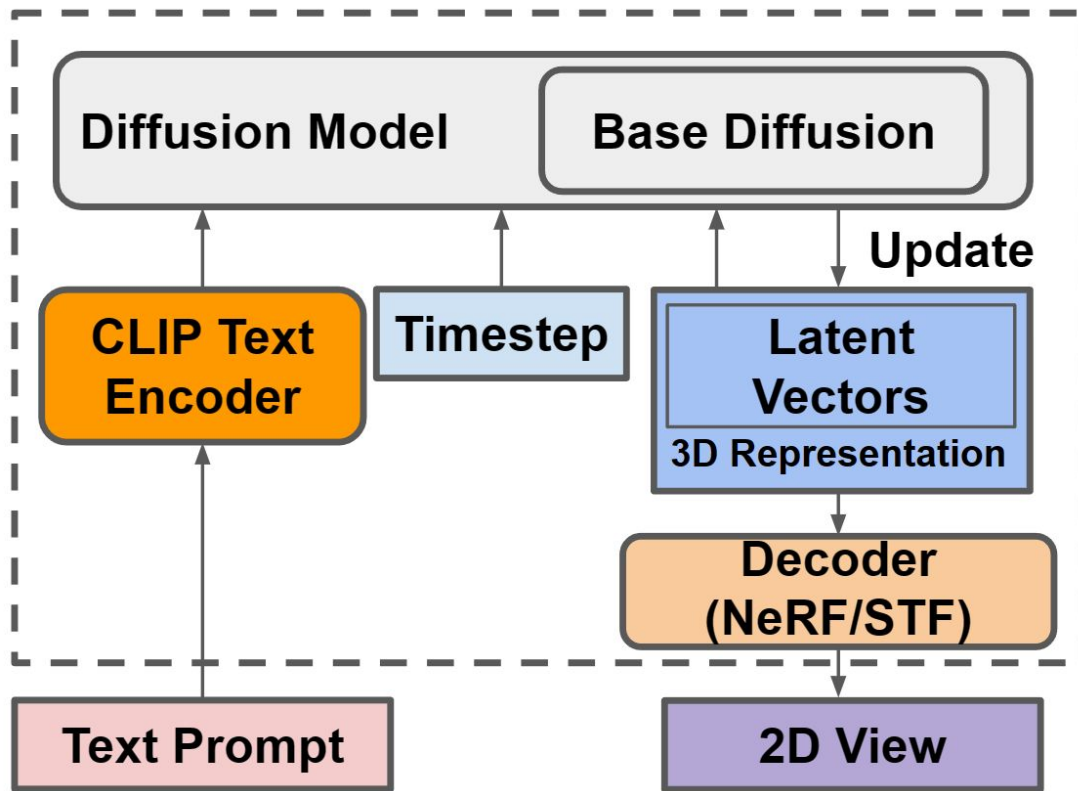 Diffusion Model
Base Diffusion
Update
CLIP Text
Encoder
Timestep
Latent
Vectors
3D Representation
Decoder
(NeRF/STF)
Text Prompt
2D View